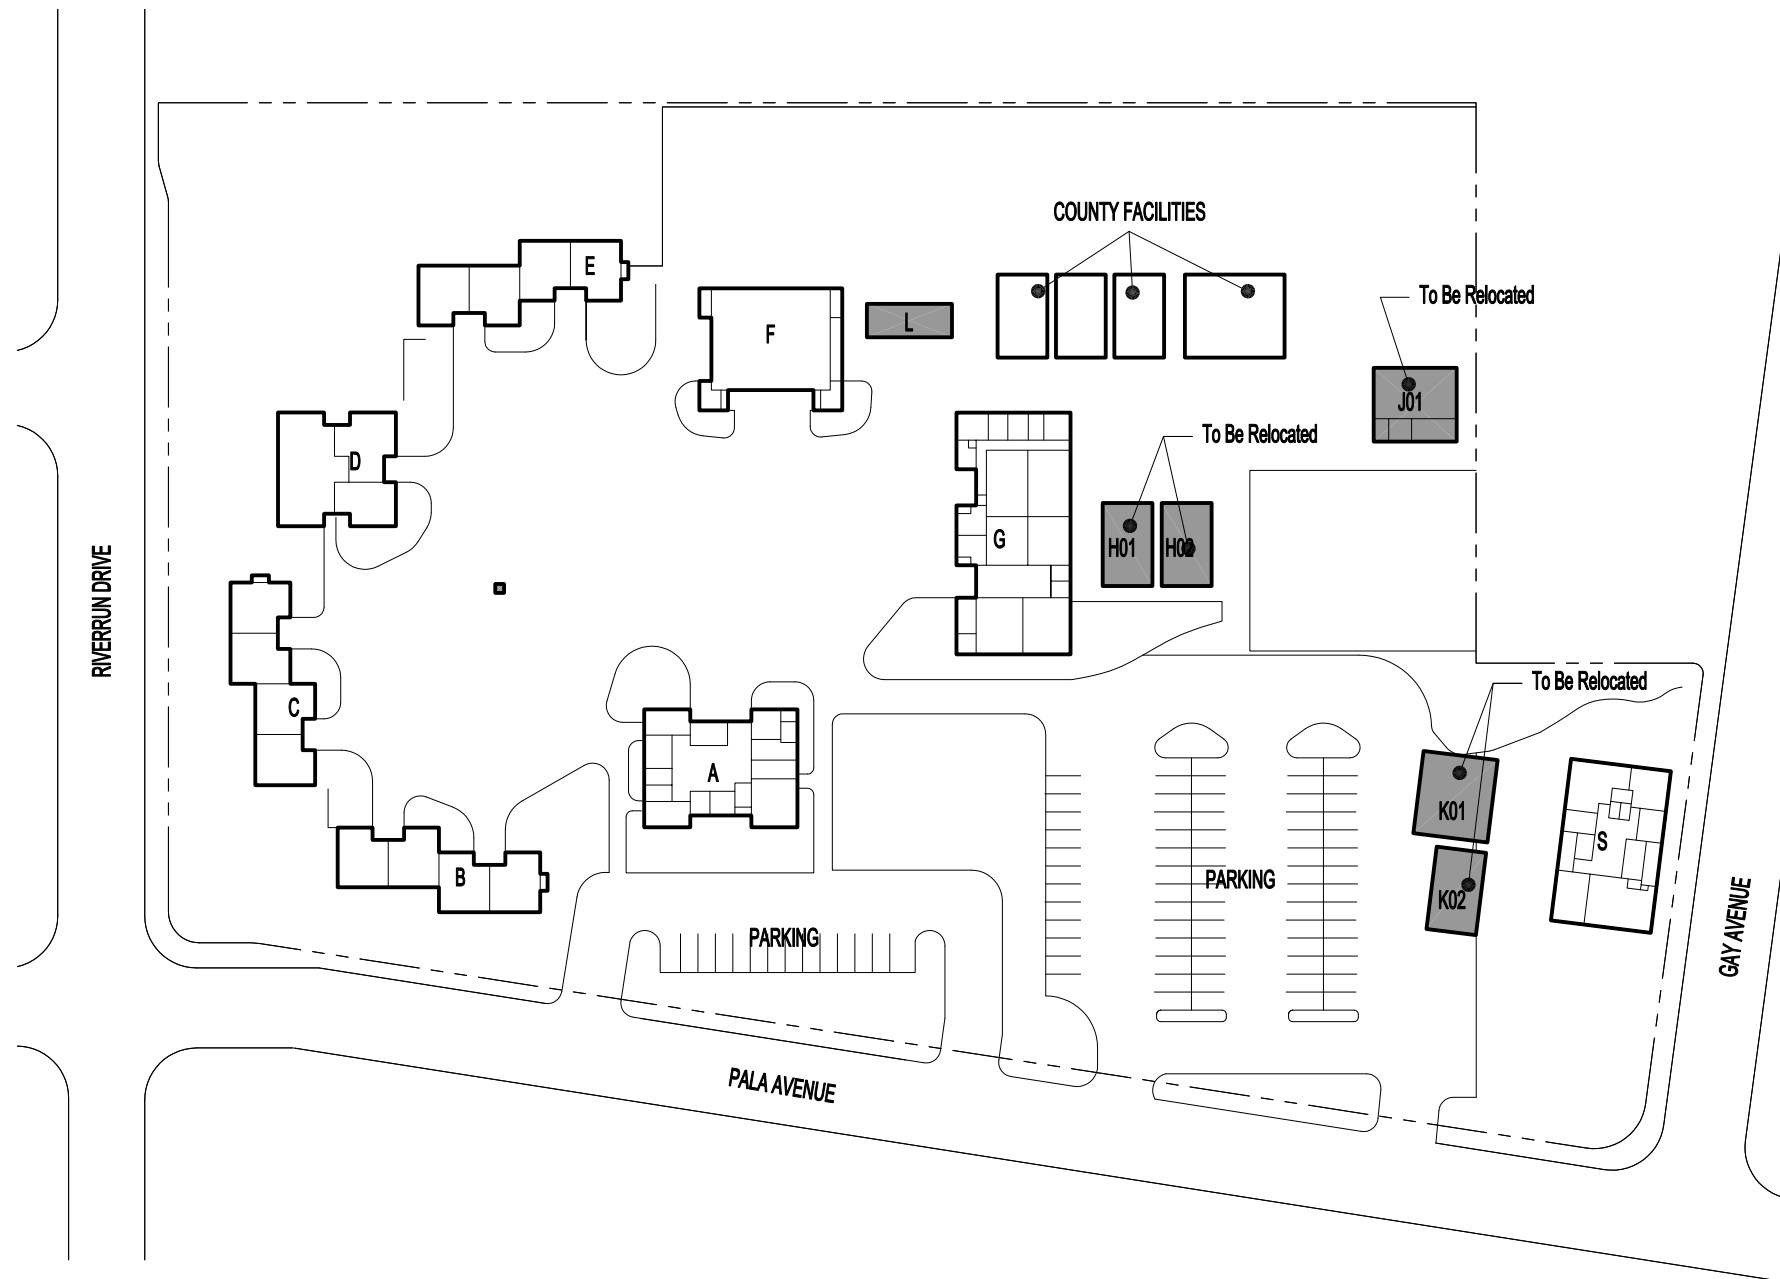 COUNTY FACILITIES
E
To Be Relocated
L
F
J01
To Be Relocated
D
G
H01
H02
RIVERRUN DRIVE
To Be Relocated
C
A
K01
S
B
PARKING
K02
PARKING
GAY AVENUE
PALA AVENUE